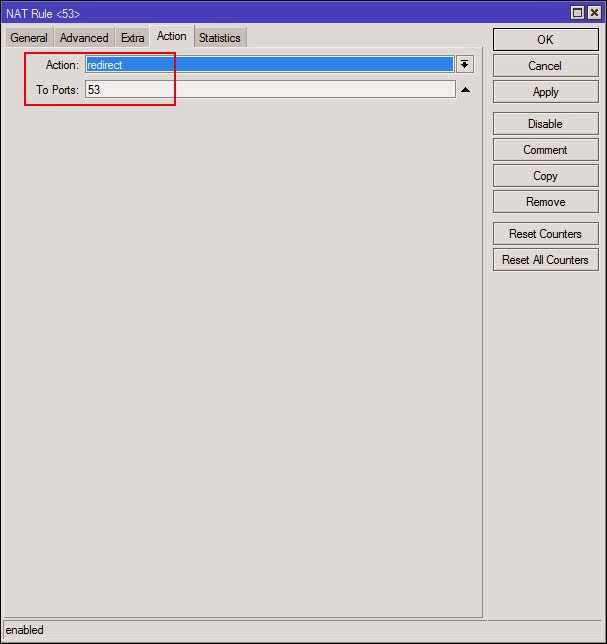 NAT Rule <53>
General Advanced Extra Action Statistics
Action: redirect
To Ports: 53
OK
Cancel
Apply
Disable
Comment
Copy
Remove
Reset Counters
Reset All Counters
enabled